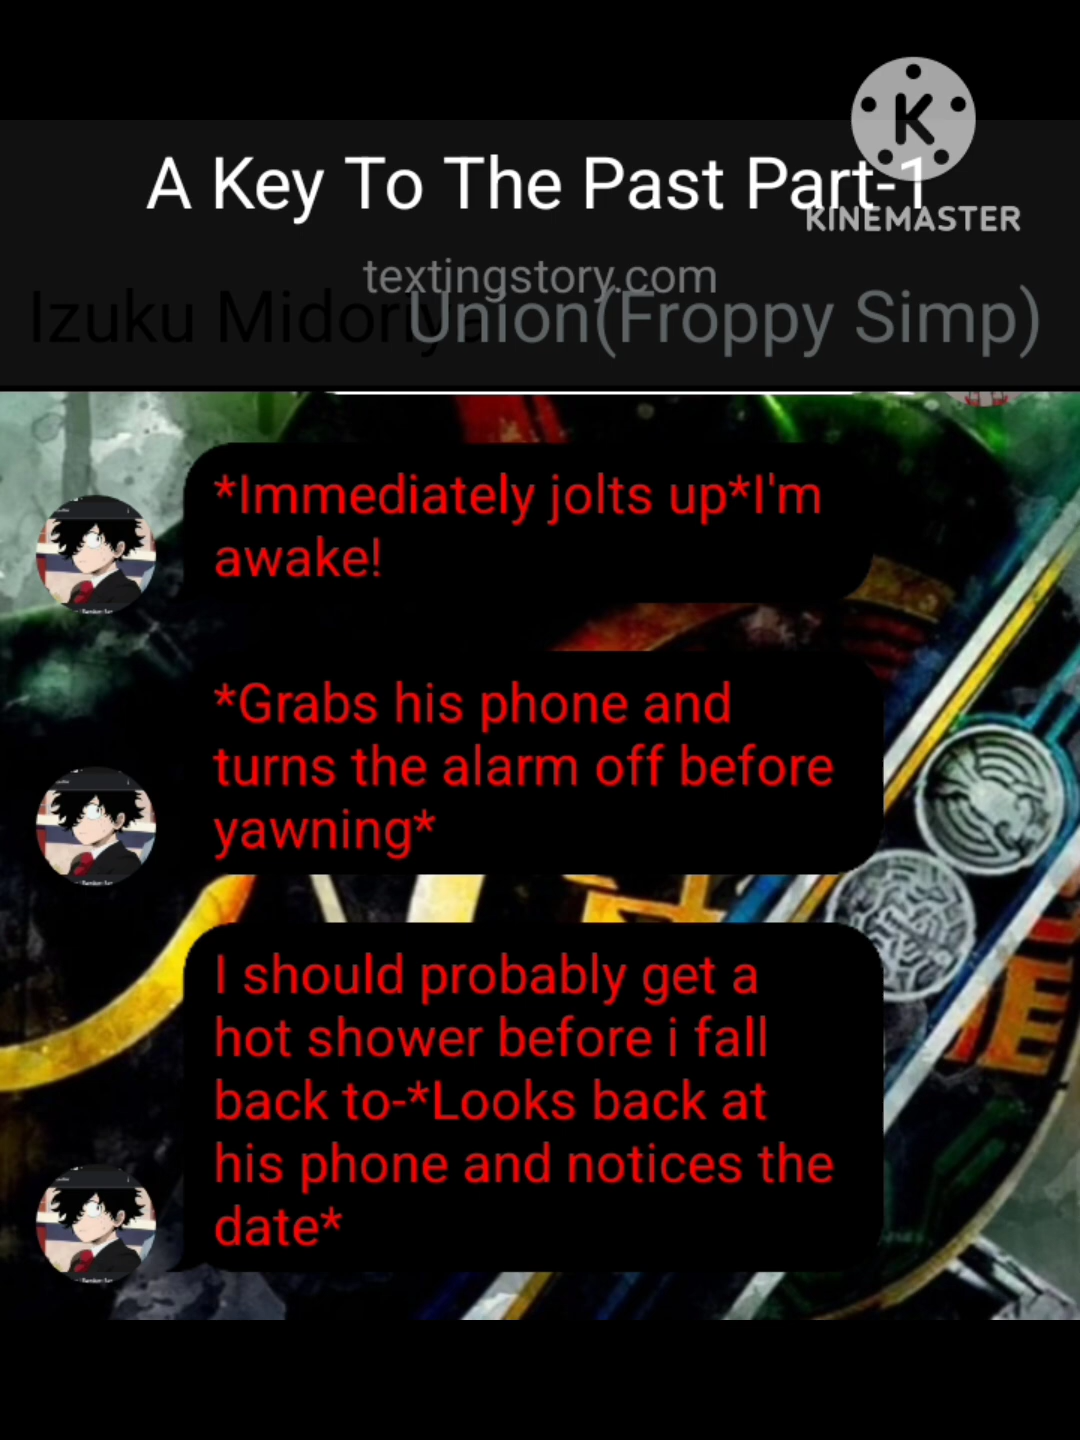 A Key To The Past Part-1
KINEMASTER
textingstory.com
Izuku Midoriya
Union(Froppy Simp)
*Immediately jolts up*I'm
awake!
*Grabs his phone and
turns the alarm off before
yawning*
I should probably get a
hot shower before i fall
back to-*Looks back at
his phone and notices the
date*